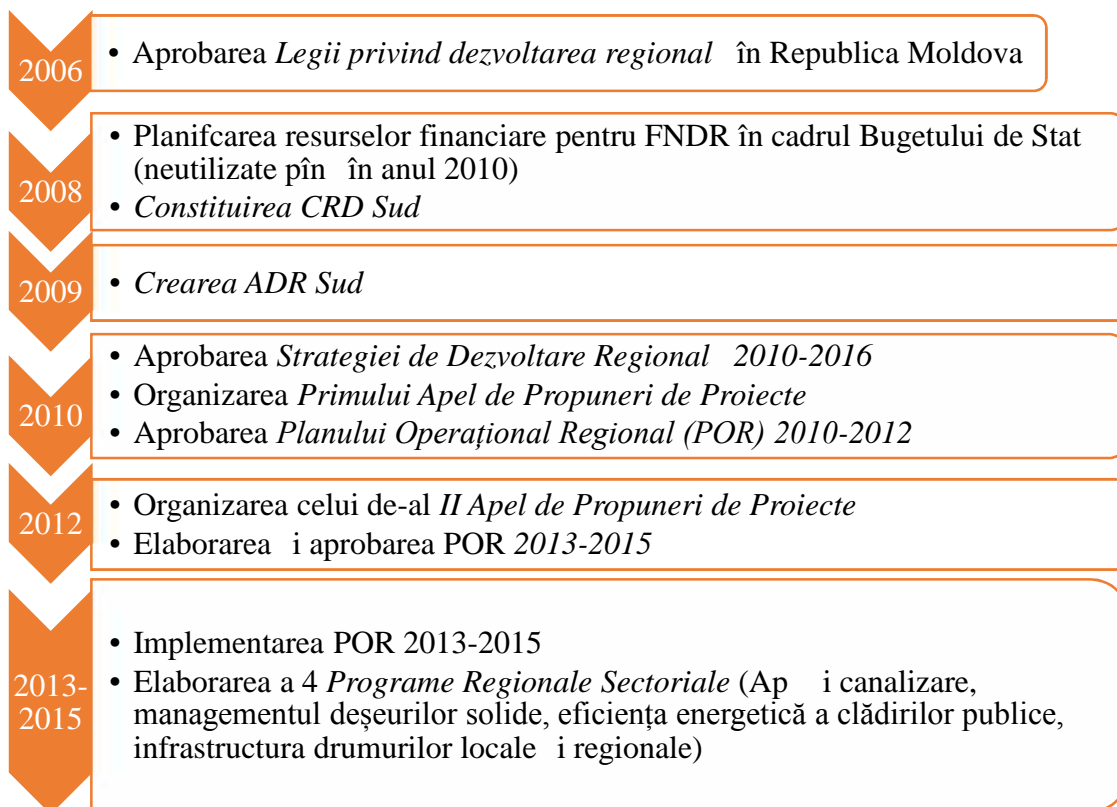 2006
• Aprobarea Legii privind dezvoltarea regional în Republica Moldova
2008
• Planifcarea resurselor financiare pentru FNDR în cadrul Bugetului de Stat
(neutilizate pîn în anul 2010)
• Constituirea CRD Sud
2009
• Crearea ADR Sud
2010
• Aprobarea Strategiei de Dezvoltare Regional 2010-2016
• Organizarea Primului Apel de Propuneri de Proiecte
• Aprobarea Planului Operațional Regional (POR) 2010-2012
2012
• Organizarea celui de-al II Apel de Propuneri de Proiecte
• Elaborarea i aprobarea POR 2013-2015
2013-
2015
• Implementarea POR 2013-2015
• Elaborarea a 4 Programe Regionale Sectoriale (Ap i canalizare,
managementul deșeurilor solide, eficiența energetică a clădirilor publice,
infrastructura drumurilor locale i regionale)